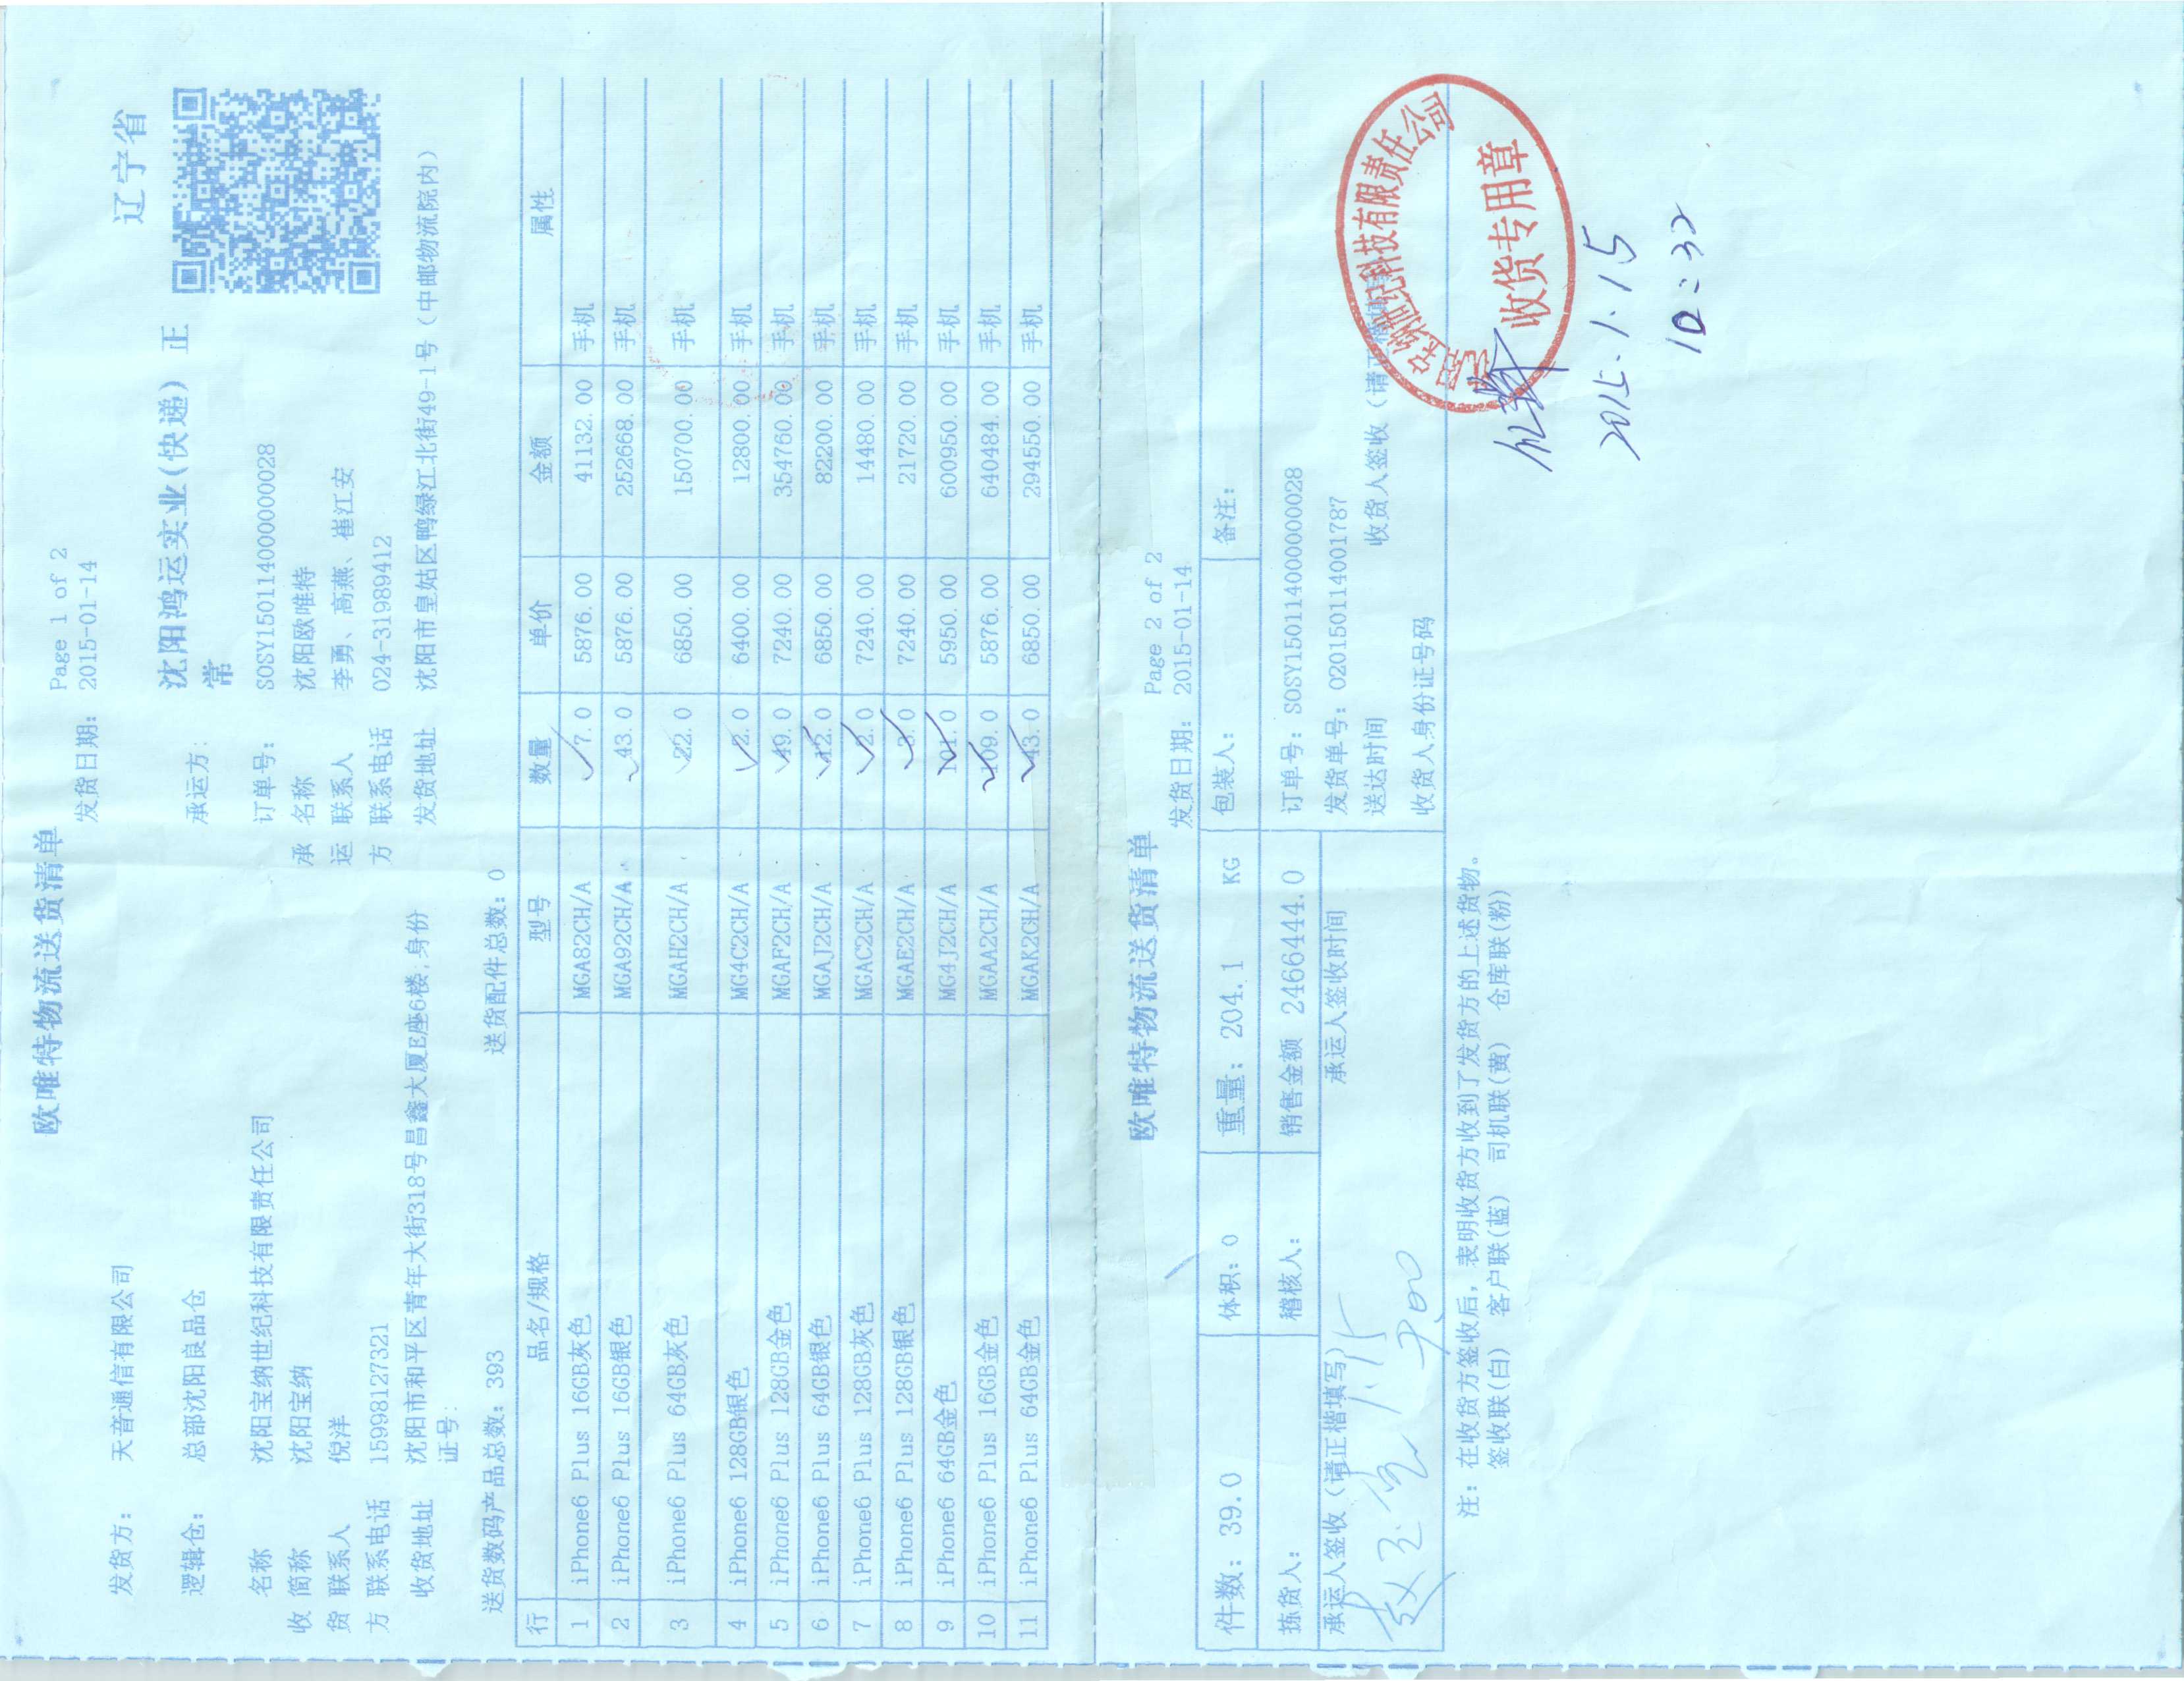 欧唯特物流送货清单
Page 1 of 2
发货日期： 2015-01-14
辽宁省
发货方： 天音通信有限公司
逻辑仓： 总部沈阳良品仓
承运方： 沈阳鸿运实业(快递) 正常
收货方
名称 沈阳宝纳世纪科技有限责任公司
简称 沈阳宝纳
联系人 倪洋
联系电话 15998127321
收货地址 沈阳市和平区青年大街318号昌鑫大厦E座6楼,身份
证号：
订单号： SOSY150114000000028
承运方
名称 沈阳欧唯特
联系人 李勇、高燕、崔江安
联系电话 024-31989412
发货地址 沈阳市皇姑区鸭绿江北街49-1号（中邮物流院内）
送货数码产品总数：393 送货配件总数：0
行 品名/规格 型号 数量 单价 金额 属性
1 iPhone6 Plus 16GB灰色 MGA82CH/A 7.0 5876.00 41132.00 手机
2 iPhone6 Plus 16GB银色 MGA92CH/A 43.0 5876.00 252668.00 手机
3 iPhone6 Plus 64GB灰色 MGAH2CH/A 22.0 6850.00 150700.00 手机
4 iPhone6 128GB银色 MG4C2CH/A 2.0 6400.00 12800.00 手机
5 iPhone6 Plus 128GB金色 MGAF2CH/A 49.0 7240.00 354760.00 手机
6 iPhone6 Plus 64GB银色 MGAJ2CH/A 12.0 6850.00 82200.00 手机
7 iPhone6 Plus 128GB灰色 MGAC2CH/A 2.0 7240.00 14480.00 手机
8 iPhone6 Plus 128GB银色 MGAE2CH/A 3.0 7240.00 21720.00 手机
9 iPhone6 64GB金色 MG4J2CH/A 101.0 5950.00 600950.00 手机
10 iPhone6 Plus 16GB金色 MGAA2CH/A 109.0 5876.00 640484.00 手机
11 iPhone6 Plus 64GB金色 MGAK2CH/A 43.0 6850.00 294550.00 手机
欧唯特物流送货清单
Page 2 of 2
发货日期： 2015-01-14
件数：39.0 体积：0 重量：204.1 KG 包装人： 备注：
拣货人： 稽核人： 销售金额 2466444.0
订单号：SOSY150114000000028
发货单号：0201501140017​87
承运人签收（请正楷填写） 承运人签收时间
送达时间 收货人签收（请正楷
收货人身份证号码
宝纳世纪科技有限责任公司
收货专用章
2015.1.15
10:32
注：在收货方签收后，表明收货方收到了发货方的上述货物。
签收联(白) 客户联(蓝) 司机联(黄) 仓库联(粉)